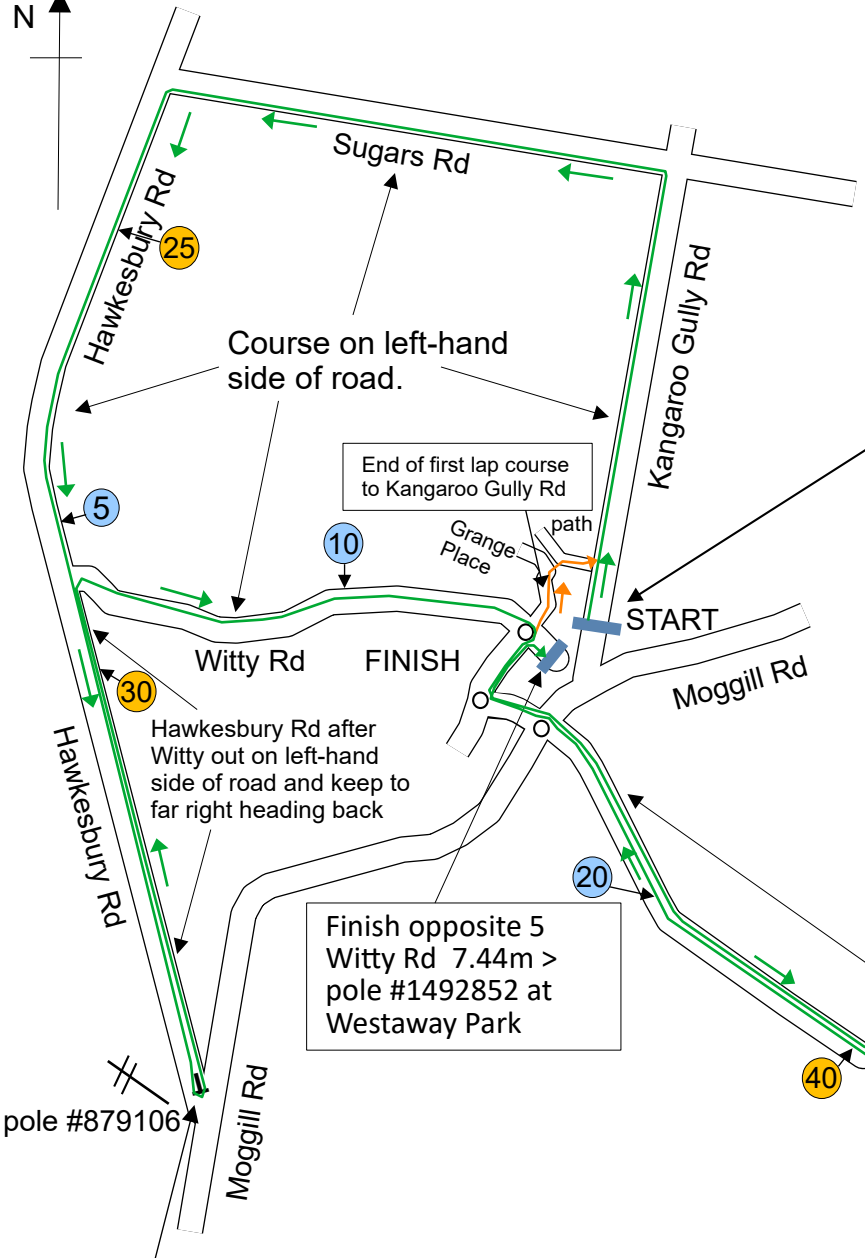 N
Sugars Rd
Hawkesbury Rd
25
Kangaroo Gully Rd
Course on left-hand
side of road.
End of first lap course
to Kangaroo Gully Rd
5
10
Grange
Place
path
START
Witty Rd
FINISH
Moggill Rd
30
Hawkesbury Rd after
Witty out on left-hand
side of road and keep to
far right heading back
Hawkesbury Rd
20
Finish opposite 5
Witty Rd 7.44m >
pole #1492852 at
Westaway Park
40
pole #879106
Moggill Rd